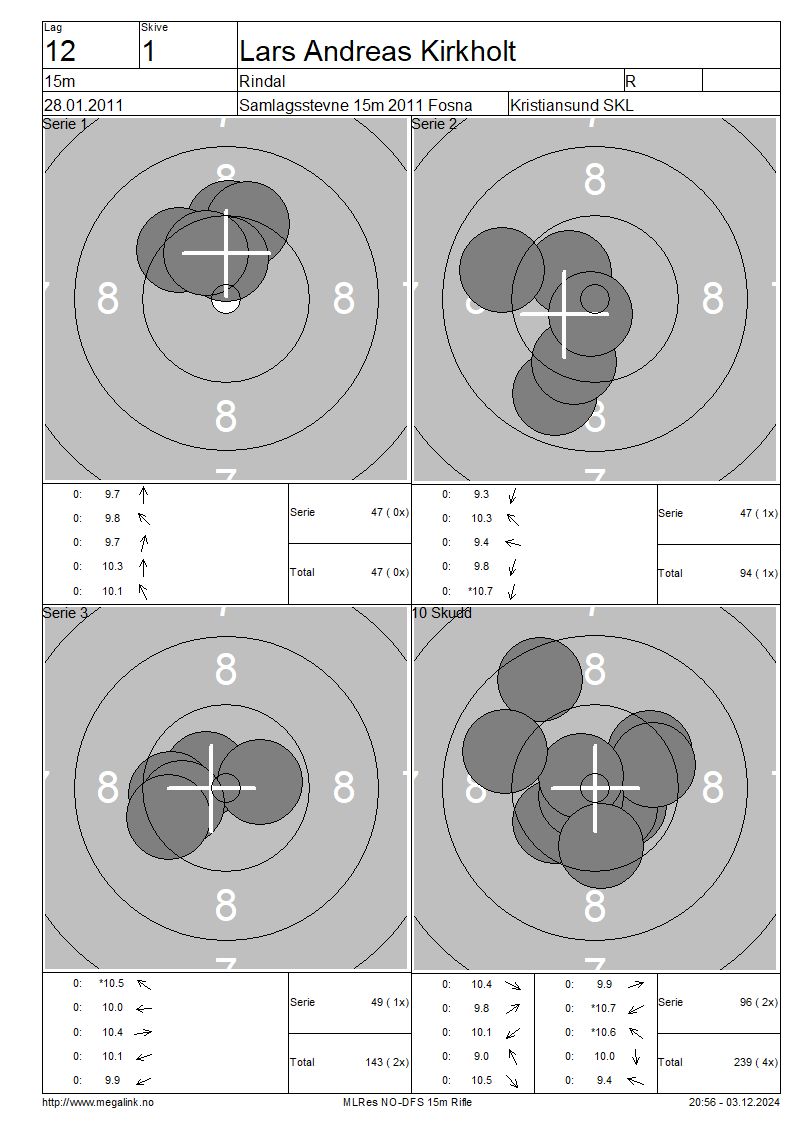 Lag Skive
12 1 Lars Andreas Kirkholt
15m Rindal R
28.01.2011 Samlagsstevne 15m 2011 Fosna Kristiansund SKL
Serie 1
7
8
7 8 8
8
7
Serie 2
7
8
7 8 8 7
8
7
0: 9.7
0: 9.8
0: 9.7
0: 10.3
0: 10.1
Serie 47 ( 0x)
Total 47 ( 0x)
0: 9.3
0: 10.3
0: 9.4
0: 9.8
0: *10.7
Serie 47 ( 1x)
Total 94 ( 1x)
Serie 3
7
8
8 8 7
8
7
10 Skudd
7
8
7 8 8 7
8
7
0: *10.5
0: 10.0
0: 10.4
0: 10.1
0: 9.9
Serie 49 ( 1x)
Total 143 ( 2x)
0: 10.4 0: 9.9
0: 9.8 0: *10.7
0: 10.1 0: *10.6
0: 9.0 0: 10.0
0: 10.5 0: 9.4
Serie 96 ( 2x)
Total 239 ( 4x)
http://www.megalink.no MLRes NO-DFS 15m Rifle 20:56 - 03.12.2024